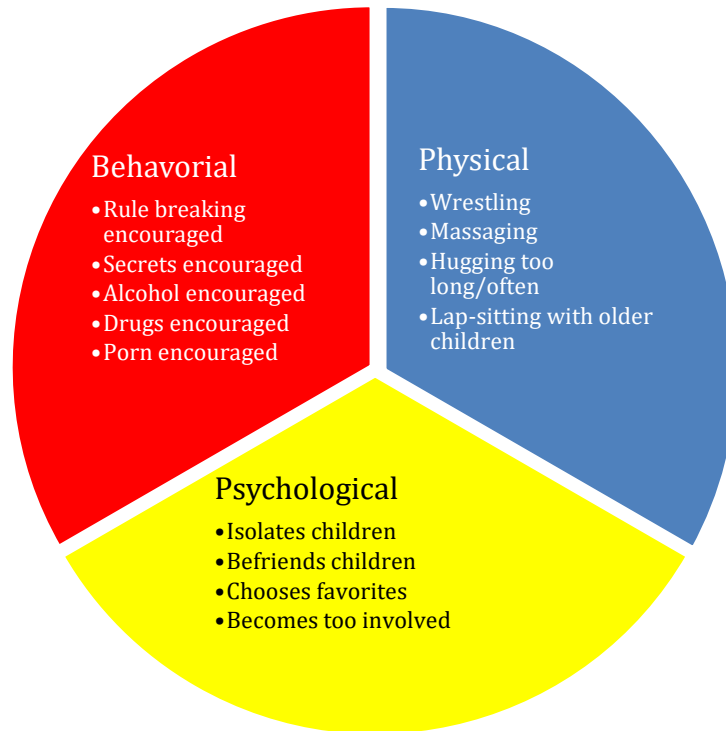 Behavorial
•Rule breaking
encouraged
•Secrets encouraged
•Alcohol encouraged
•Drugs encouraged
•Porn encouraged
Physical
•Wrestling
•Massaging
•Hugging too
long/often
•Lap-sitting with older
children
Psychological
•Isolates children
•Befriends children
•Chooses favorites
•Becomes too involved